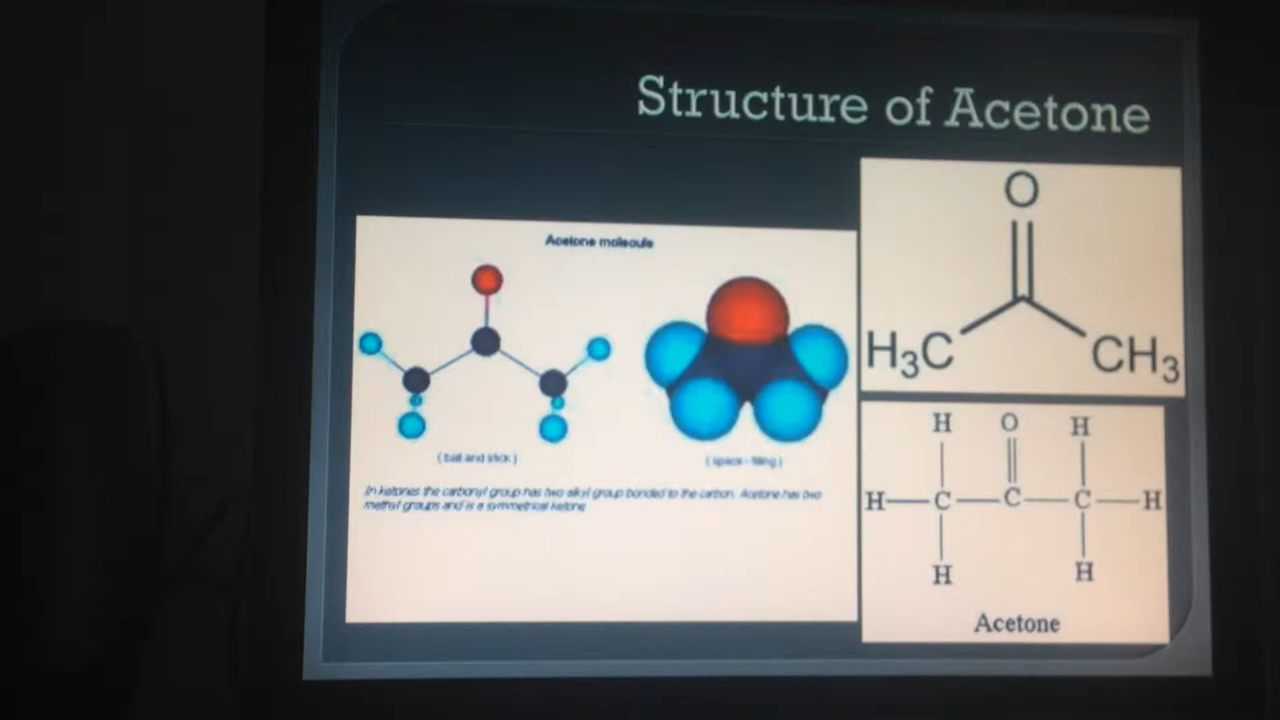 Structure of Acetone
Acetone molecule
( ball and stick )
( space - filling )
In ketones the carbonyl group has two alkyl group bonded to the carbon. Acetone has two
methyl groups and is a symmetrical ketone
O
H₃C
CH₃
H O H
H C C C H
H H
Acetone